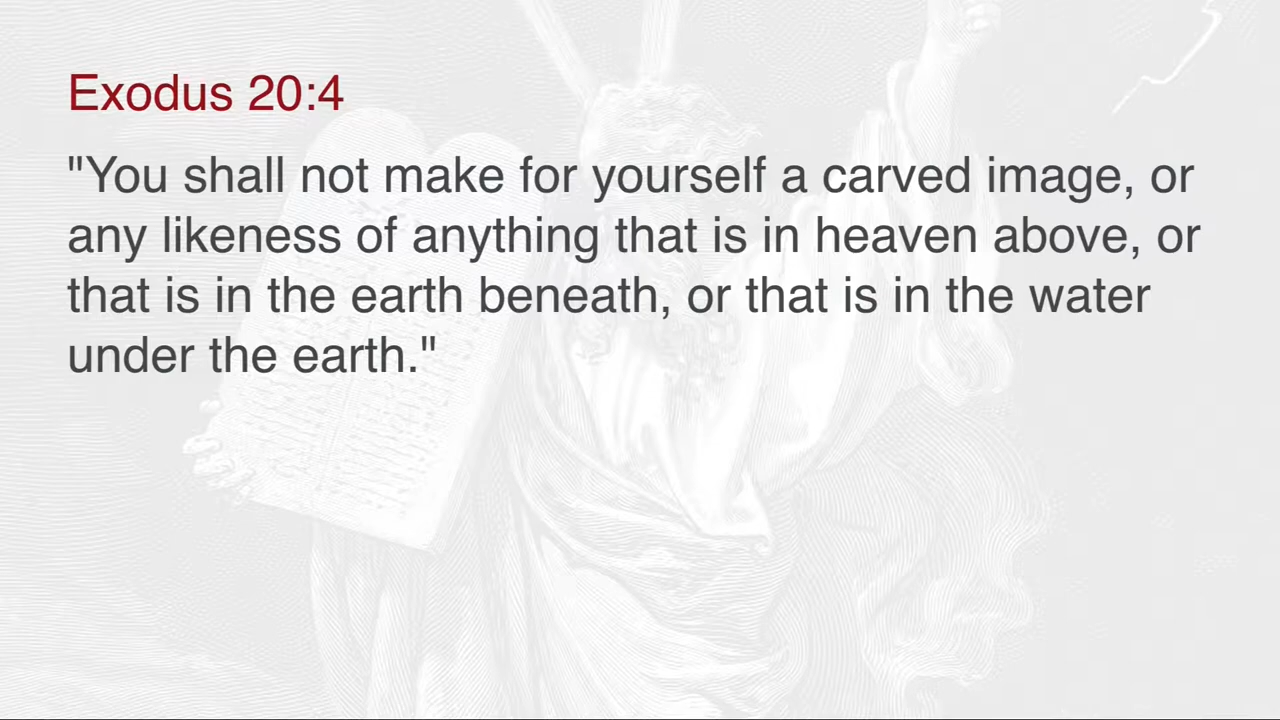 Exodus 20:4
"You shall not make for yourself a carved image, or
any likeness of anything that is in heaven above, or
that is in the earth beneath, or that is in the water
under the earth."